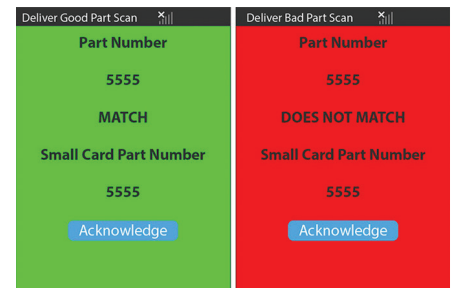 Deliver Good Part Scan
Part Number
5555
MATCH
Small Card Part Number
5555
Acknowledge
Deliver Bad Part Scan
Part Number
5555
DOES NOT MATCH
Small Card Part Number
5555
Acknowledge